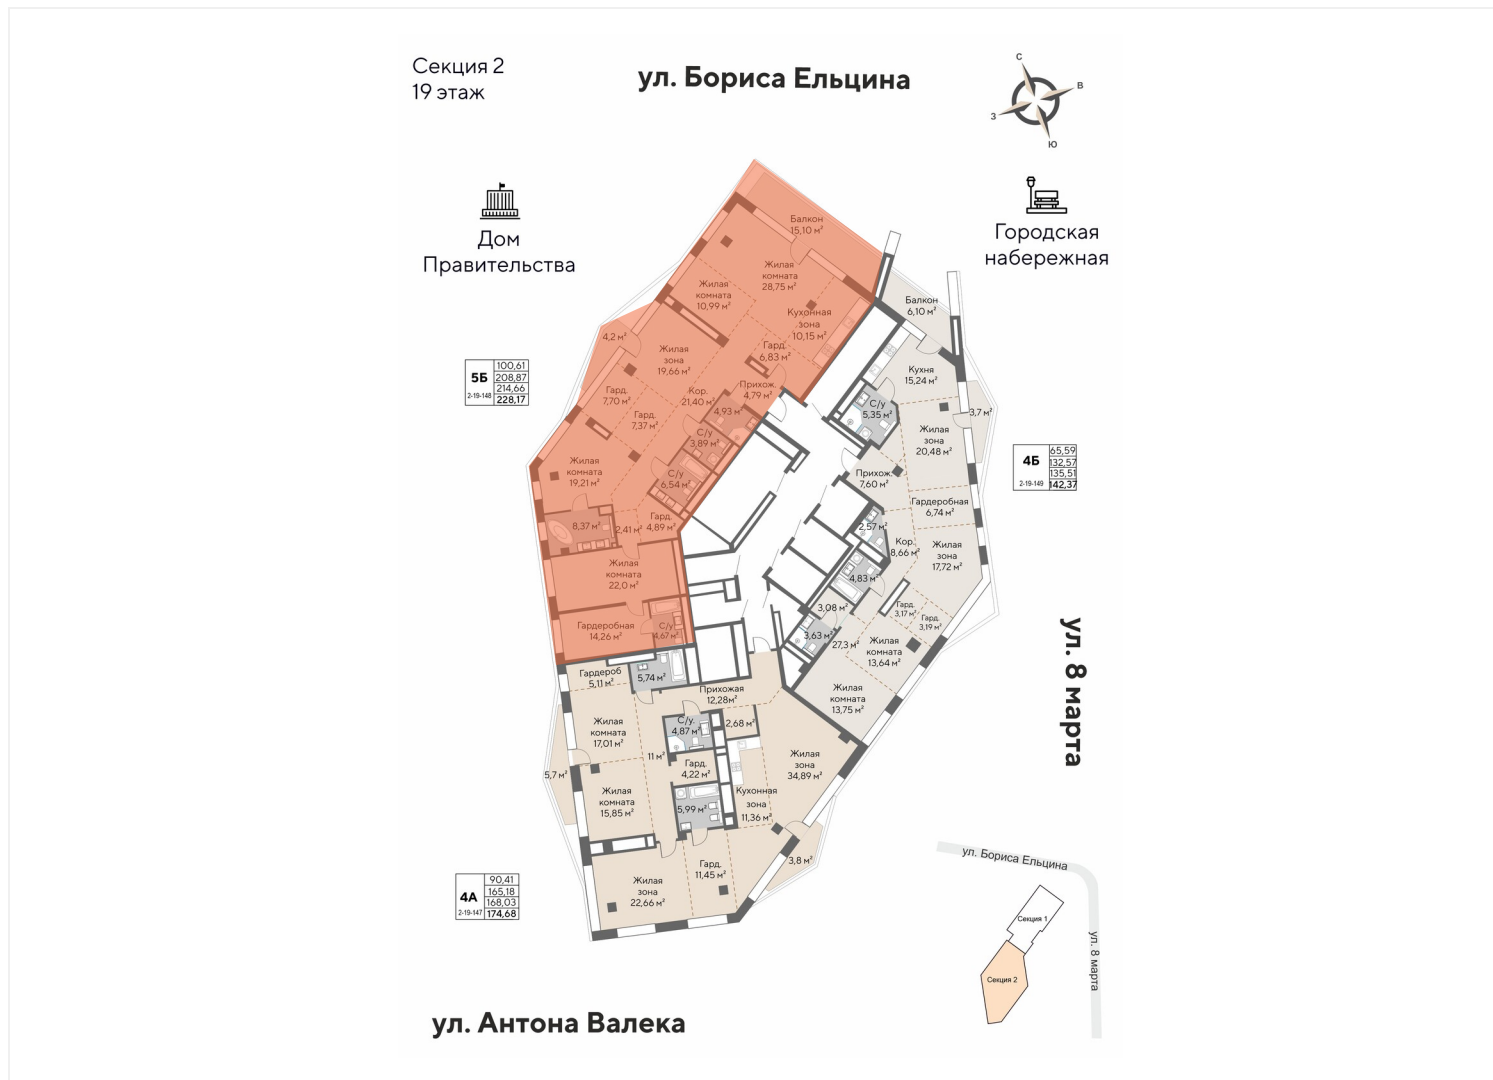 Секция 2
19 этаж
ул. Бориса Ельцина
С
В
З
Ю
Дом
Правительства
Городская
набережная
Балкон
15,10 м²
Жилая
комната
28,75 м²
Жилая
комната
10,99 м²
Кухонная
зона
10,15 м²
4,2 м²
Жилая
зона
19,66 м²
Гард.
6,83 м²
Прихож.
4,79 м²
Гард.
7,70 м²
Кор.
21,40 м²
Гард.
7,37 м²
4,93 м²
С/у
3,89 м²
Жилая
комната
19,21 м²
С/у
6,54 м²
8,37 м²
2,41 м²
Гард.
4,89 м²
Жилая
комната
22,0 м²
Гардеробная
14,26 м²
С/у
4,67 м²
5Б
2-19-148
100,61
208,87
214,66
228,17
Балкон
6,10 м²
Кухня
15,24 м²
С/у
5,35 м²
3,7 м²
Жилая
зона
20,48 м²
Прихож.
7,60 м²
Гардеробная
6,74 м²
2,57 м²
Кор.
8,66 м²
Жилая
зона
17,72 м²
4,83 м²
3,08 м²
Гард.
3,17 м²
Гард.
3,19 м²
3,63 м²
27,3 м²
Жилая
комната
13,64 м²
Жилая
комната
13,75 м²
4Б
2-19-149
65,59
132,57
135,51
142,37
ул. 8 марта
Гардероб
5,11 м²
5,74 м²
Прихожая
12,28м²
Жилая
комната
17,01 м²
С/у.
4,87 м²
2,68 м²
11 м²
Гард.
4,22 м²
Жилая
зона
34,89 м²
5,7 м²
Жилая
комната
15,85 м²
5,99 м²
Кухонная
зона
11,36 м²
3,8 м²
Гард.
11,45 м²
Жилая
зона
22,66 м²
4А
2-19-147
90,41
165,18
168,03
174,68
ул. Бориса Ельцина
Секция 1
Секция 2
ул. 8 марта
ул. Антона Валека